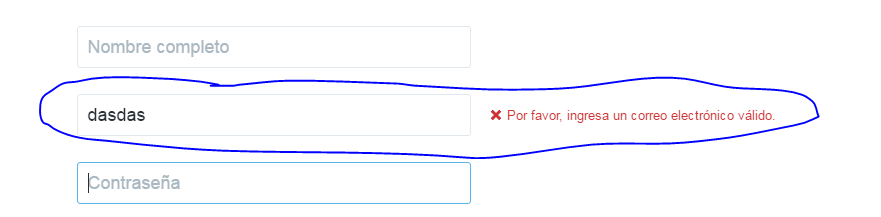 Nombre completo
dasdas
Por favor, ingresa un correo electrónico válido.
Contraseña